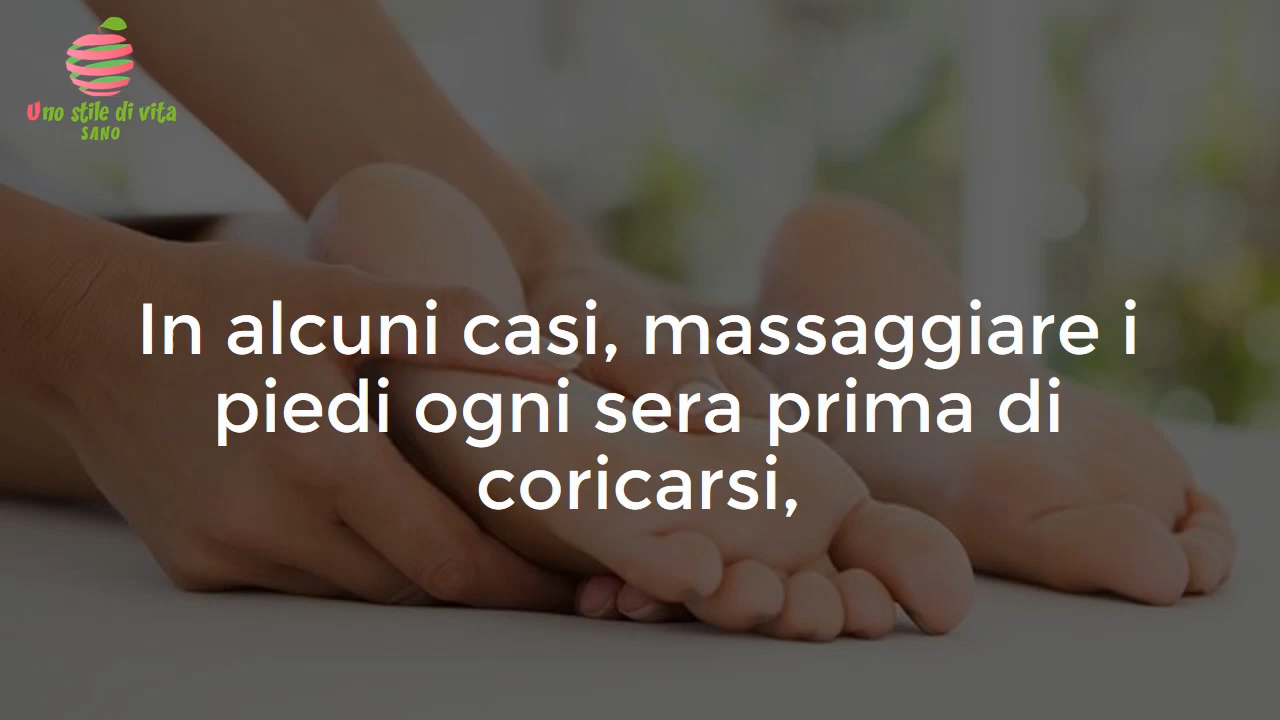 Uno stile di vita
SANO
In alcuni casi, massaggiare i
piedi ogni sera prima di
coricarsi,